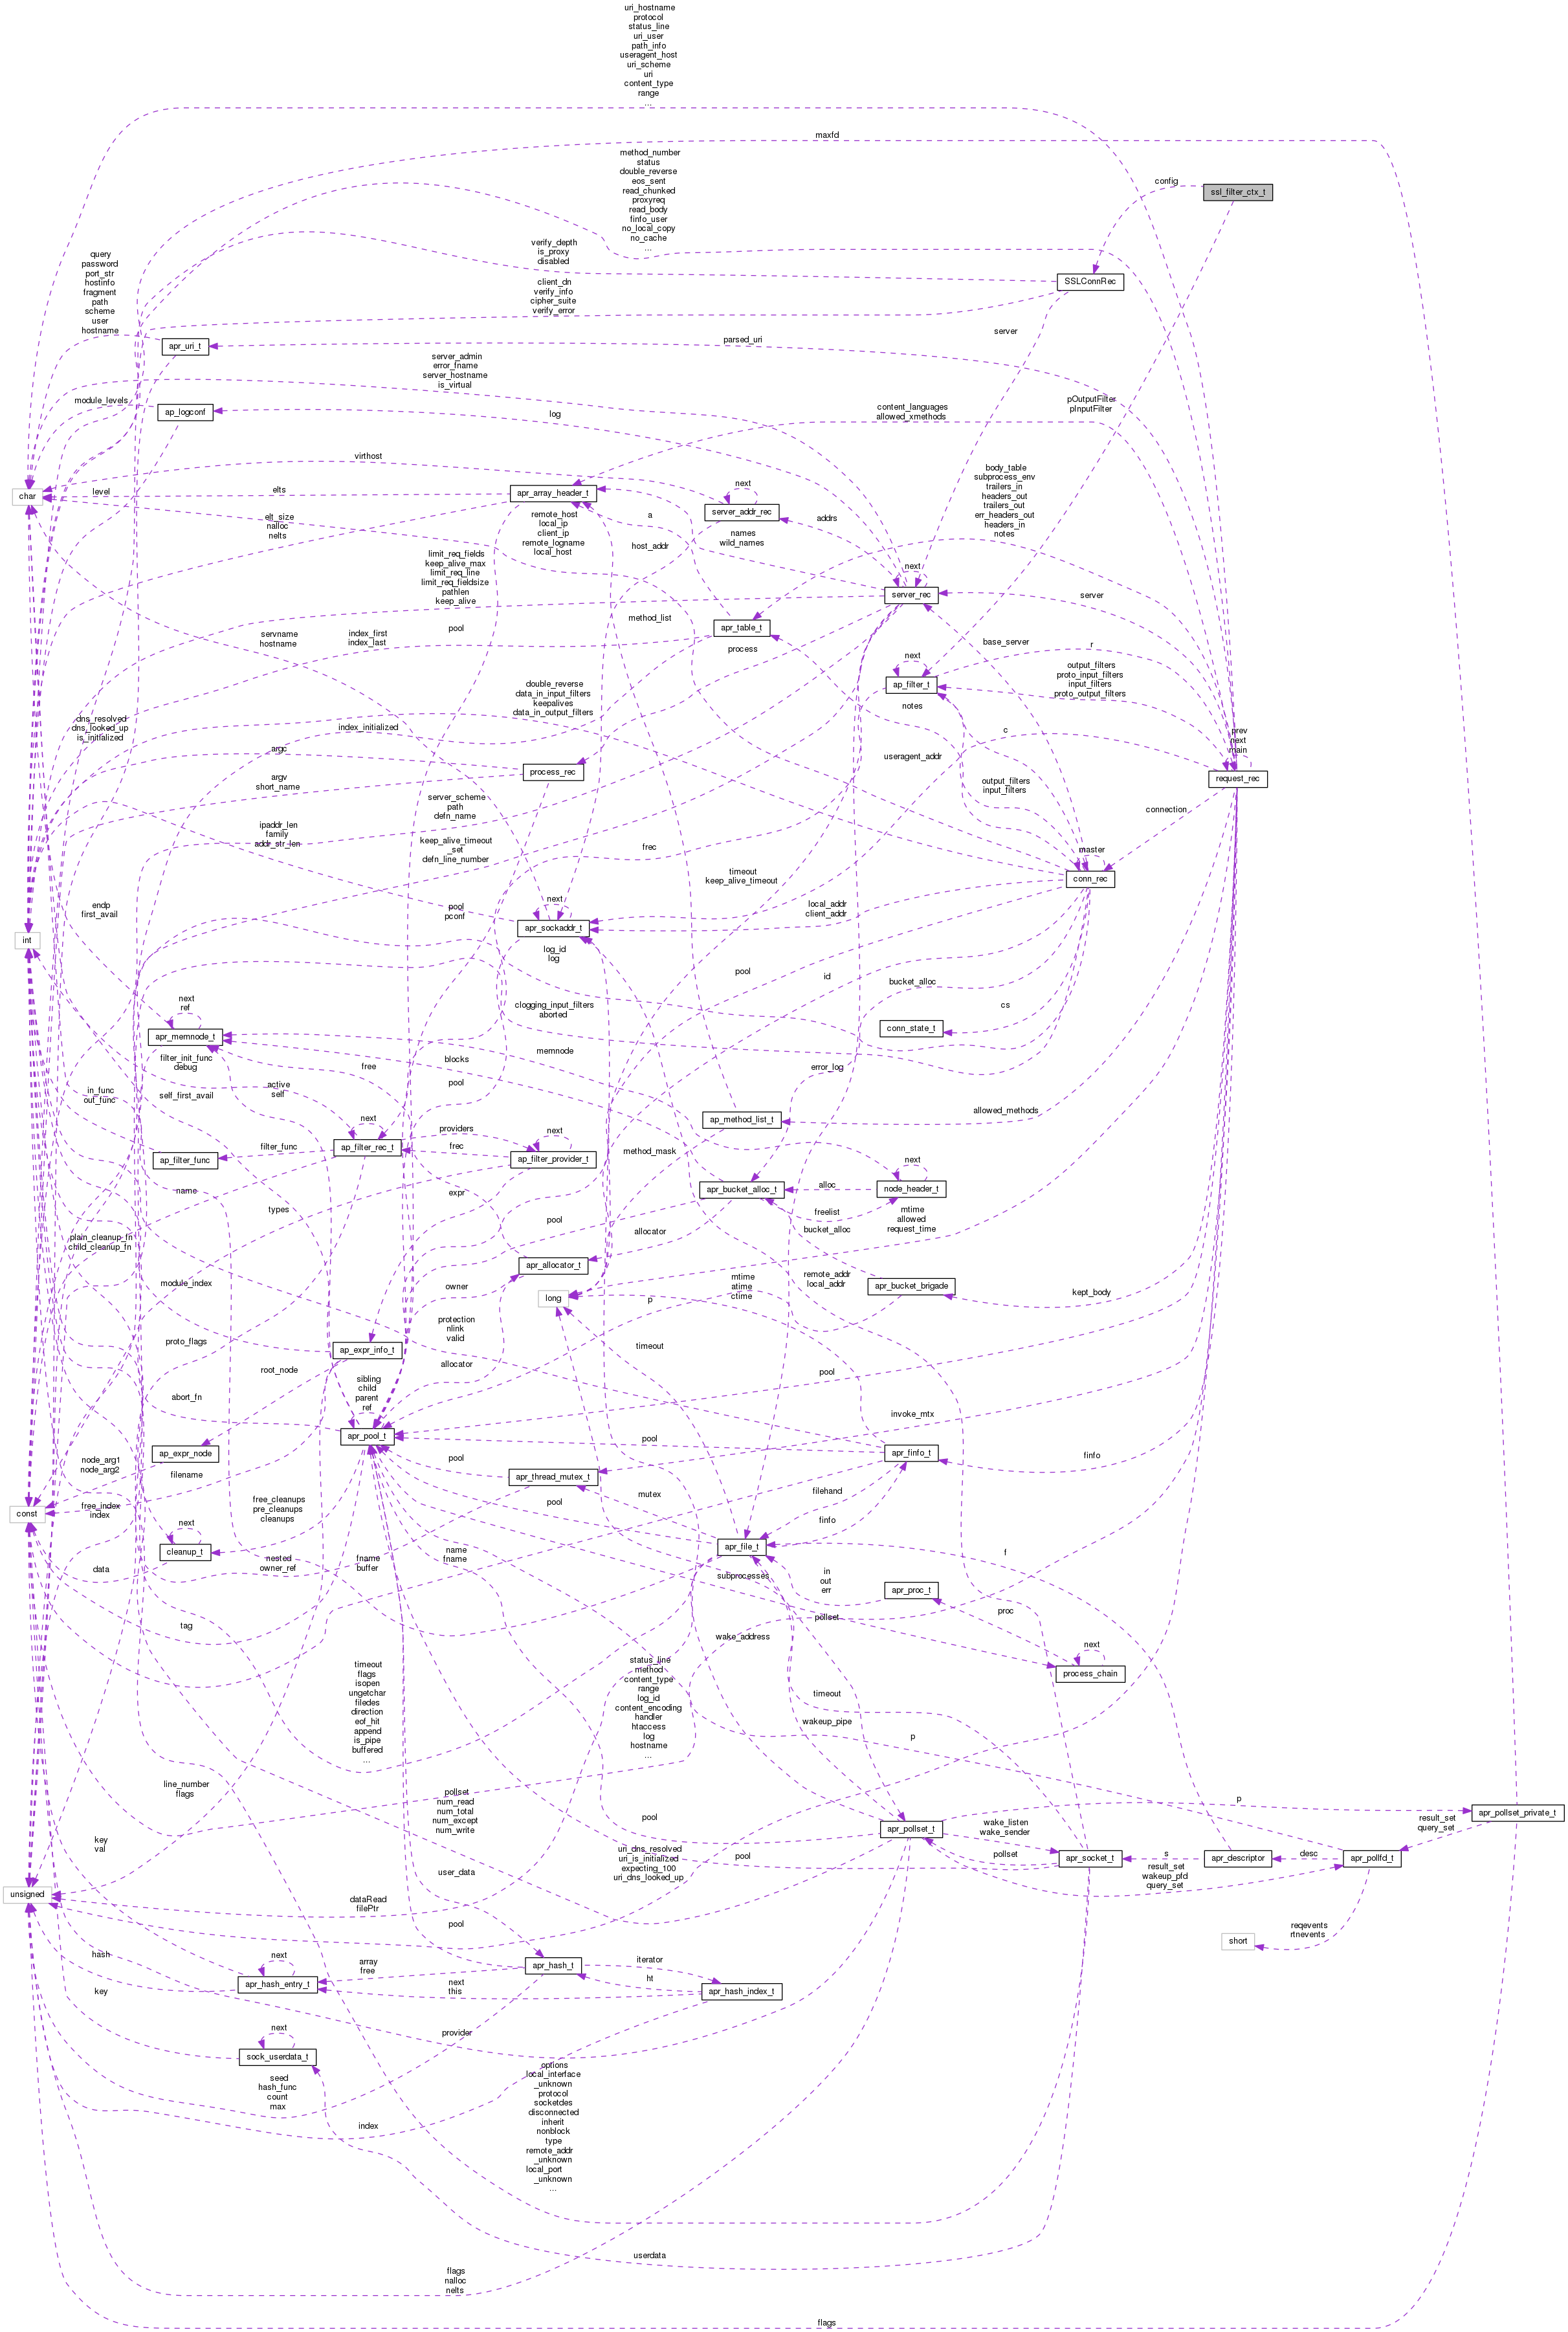 uri_hostname
protocol
status_line
uri_user
path_info
useragent_host
uri_scheme
uri
content_type
range
...
maxfd
method_number
status
double_reverse
eos_sent
read_chunked
proxyreq
read_body
finfo_user
no_local_copy
no_cache
...
config
ssl_filter_ctx_t
query
password
port_str
hostinfo
fragment
path
scheme
user
hostname
verify_depth
is_proxy
disabled
client_dn
verify_info
cipher_suite
verify_error
SSLConnRec
apr_uri_t
parsed_uri
server
server_admin
error_fname
server_hostname
is_virtual
module_levels
ap_logconf
log
content_languages
allowed_xmethods
pOutputFilter
pInputFilter
virthost
char
level
elts
apr_array_header_t
next
server_addr_rec
body_table
subprocess_env
trailers_in
headers_out
trailers_out
err_headers_out
headers_in
notes
elt_size
nalloc
nelts
remote_host
local_ip
client_ip
remote_logname
local_host
a
addrs
names
wild_names
host_addr
limit_req_fields
keep_alive_max
limit_req_line
limit_req_fieldsize
pathlen
keep_alive
next
server_rec
server
servname
hostname
index_first
index_last
pool
method_list
apr_table_t
process
base_server
r
next
ap_filter_t
output_filters
proto_input_filters
input_filters
proto_output_filters
double_reverse
data_in_input_filters
keepalives
data_in_output_filters
notes
dns_resolved
dns_looked_up
is_initialized
index_initialized
argc
process_rec
useragent_addr
c
prev
next
main
request_rec
argv
short_name
output_filters
input_filters
connection
server_scheme
path
defn_name
ipaddr_len
family
addr_str_len
keep_alive_timeout
_set
defn_line_number
frec
timeout
keep_alive_timeout
master
conn_rec
endp
first_avail
pool
pconf
next
apr_sockaddr_t
local_addr
client_addr
int
log_id
log
pool
id
bucket_alloc
next
ref
apr_memnode_t
clogging_input_filters
aborted
cs
conn_state_t
filter_init_func
debug
memnode
blocks
free
error_log
in_func
out_func
self_first_avail
active
self
pool
ap_method_list_t
allowed_methods
next
ap_filter_rec_t
providers
next
ap_filter_provider_t
frec
filter_func
ap_filter_func
method_mask
name
types
expr
apr_bucket_alloc_t
alloc
next
node_header_t
freelist
mtime
allowed
request_time
plain_cleanup_fn
child_cleanup_fn
pool
allocator
bucket_alloc
module_index
apr_allocator_t
owner
long
mtime
atime
ctime
p
remote_addr
local_addr
apr_bucket_brigade
kept_body
proto_flags
ap_expr_info_t
protection
nlink
valid
timeout
root_node
allocator
abort_fn
sibling
child
parent
ref
apr_pool_t
pool
invoke_mtx
ap_expr_node
node_arg1
node_arg2
filename
pool
apr_thread_mutex_t
pool
apr_finfo_t
finfo
filehand
const
free_index
index
free_cleanups
pre_cleanups
cleanups
mutex
pool
finfo
next
cleanup_t
apr_file_t
data
nested
owner_ref
fname
buffer
name
fname
subprocesses
in
out
err
apr_proc_t
f
pollset
proc
tag
wake_address
next
process_chain
timeout
flags
isopen
ungetchar
filedes
direction
eof_hit
append
is_pipe
buffered
...
status_line
method
content_type
range
log_id
content_encoding
handler
htaccess
log
hostname
...
timeout
wakeup_pipe
p
line_number
flags
pollset
num_read
num_total
num_except
num_write
pool
apr_pollset_t
p
apr_pollset_private_t
wake_listen
wake_sender
result_set
query_set
key
val
user_data
uri_dns_resolved
uri_is_initialized
expecting_100
uri_dns_looked_up
pool
pollset
apr_socket_t
s
apr_descriptor
desc
apr_pollfd_t
result_set
wakeup_pfd
query_set
unsigned
dataRead
filePtr
pool
reqevents
rtnevents
short
hash
next
apr_hash_entry_t
array
free
apr_hash_t
iterator
ht
next
this
apr_hash_index_t
key
provider
next
sock_userdata_t
seed
hash_func
count
max
index
options
local_interface
_unknown
protocol
socketdes
disconnected
inherit
nonblock
type
remote_addr
_unknown
local_port
_unknown
...
userdata
flags
nalloc
nelts
flags